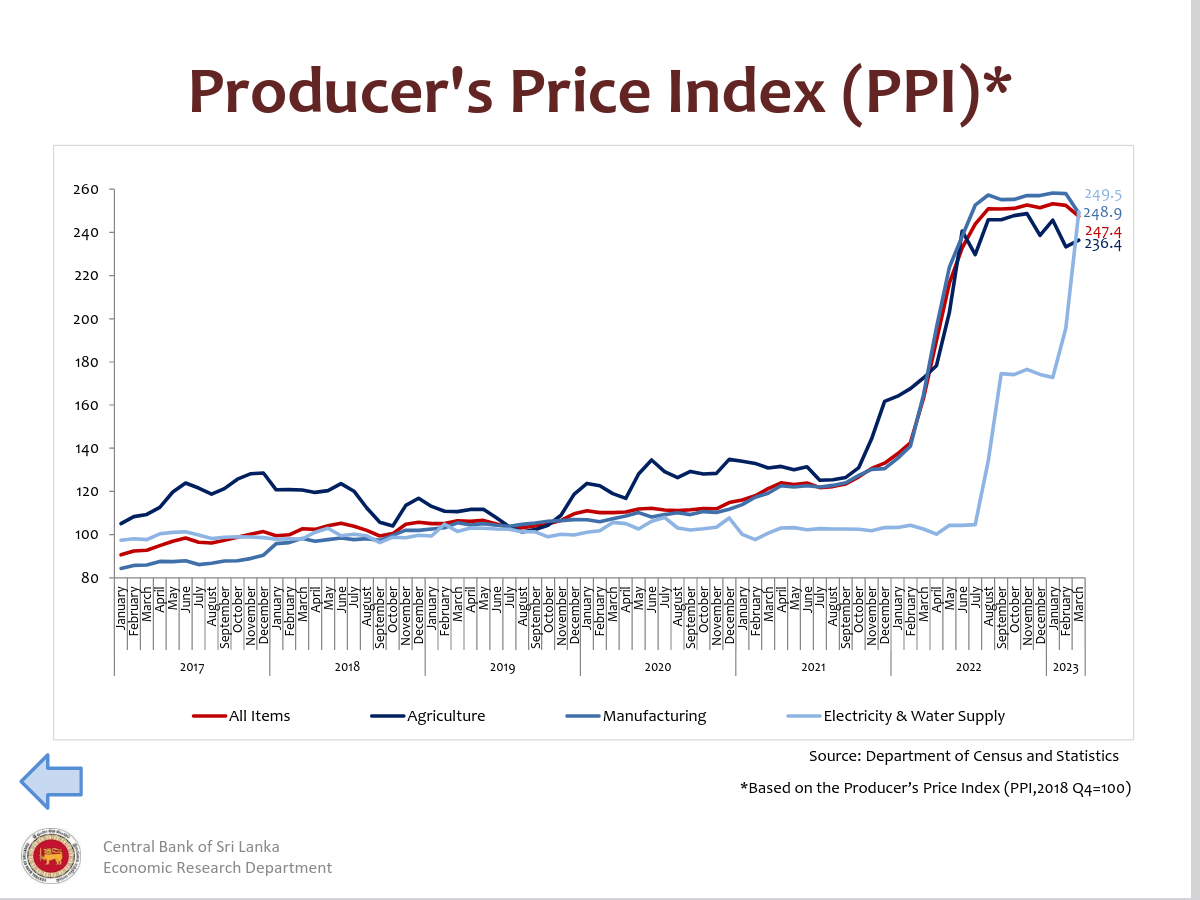 Producer's Price Index (PPI)*
260
240
220
200
180
160
140
120
100
80
249.5
248.9
247.4
236.4
January February March April May June July August September October November December January February March April May June July August September October November December January February March April May June July August September October November December January February March April May June July August September October November December January February March April May June July August September October November December January February March April May June July August September October November December January February March
2017 2018 2019 2020 2021 2022 2023
All Items Agriculture Manufacturing Electricity & Water Supply
Source: Department of Census and Statistics
*Based on the Producer’s Price Index (PPI,2018 Q4=100)
Central Bank of Sri Lanka
Economic Research Department